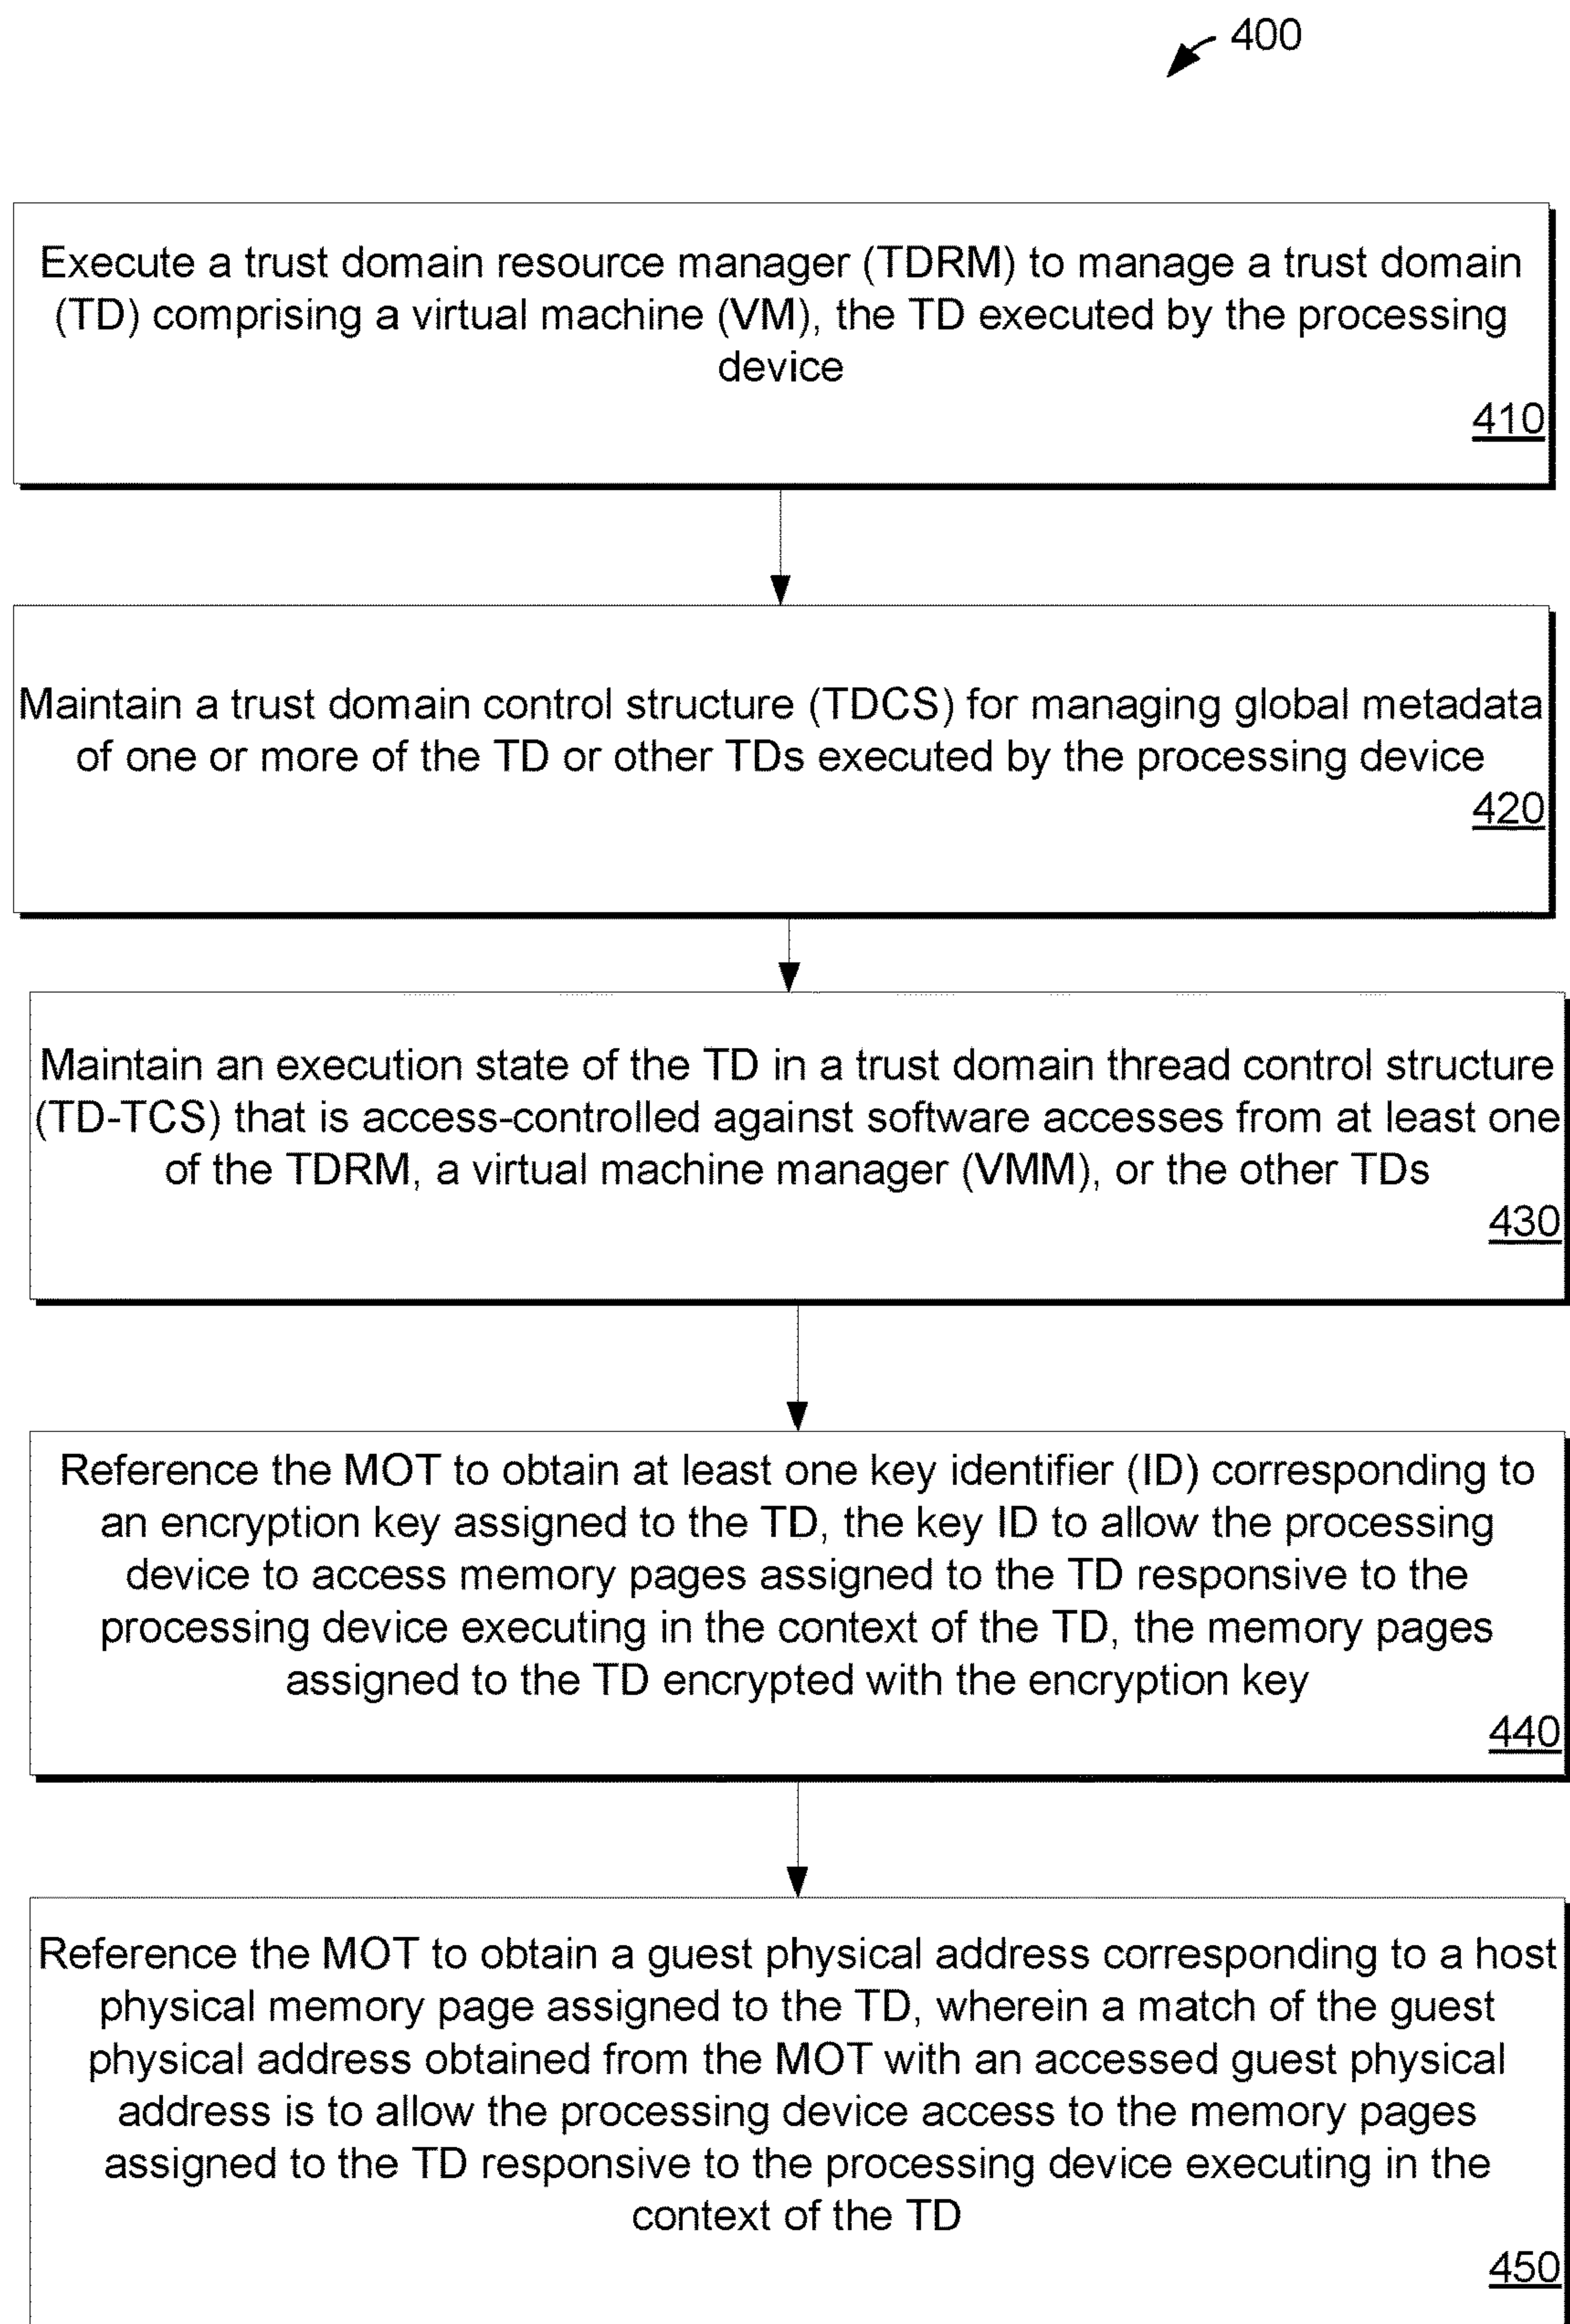 400
Execute a trust domain resource manager (TDRM) to manage a trust domain
(TD) comprising a virtual machine (VM), the TD executed by the processing
device
410
Maintain a trust domain control structure (TDCS) for managing global metadata
of one or more of the TD or other TDs executed by the processing device
420
Maintain an execution state of the TD in a trust domain thread control structure
(TD-TCS) that is access-controlled against software accesses from at least one
of the TDRM, a virtual machine manager (VMM), or the other TDs
430
Reference the MOT to obtain at least one key identifier (ID) corresponding to
an encryption key assigned to the TD, the key ID to allow the processing
device to access memory pages assigned to the TD responsive to the
processing device executing in the context of the TD, the memory pages
assigned to the TD encrypted with the encryption key
440
Reference the MOT to obtain a guest physical address corresponding to a host
physical memory page assigned to the TD, wherein a match of the guest
physical address obtained from the MOT with an accessed guest physical
address is to allow the processing device access to the memory pages
assigned to the TD responsive to the processing device executing in the
context of the TD
450